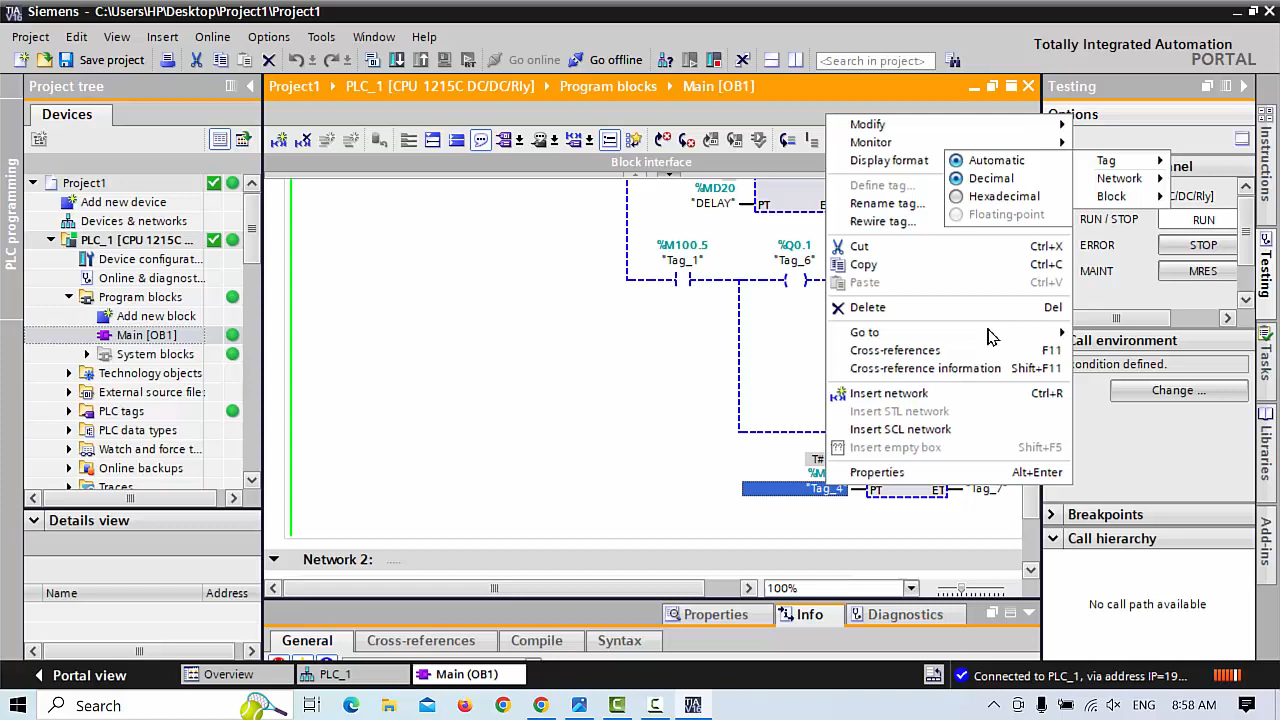 Siemens - C:\Users\HP\Desktop\Project1\Project1
Project Edit View Insert Online Options Tools Window Help
Totally Integrated Automation
PORTAL
Save project
Go online
Go offline
<Search in project>
Project tree
Devices
Project1
Add new device
Devices & networks
PLC_1 [CPU 1215C ...
Device configurat...
Online & diagnost...
Program blocks
Add new block
Main [OB1]
System blocks
Technology objects
External source file:
PLC tags
PLC data types
Watch and force t...
Online backups
Traces
Details view
Name
Address
PLC programming
Project1 PLC_1 [CPU 1215C DC/DC/Rly] Program blocks Main [OB1]
Block interface
%MD20
"DELAY"
PT
%M100.5
"Tag_1"
%Q0.1
"Tag_6"
T#
%M
"Tag_4"
PT
ET
"Tag_7"
Network 2:
.....
100%
Modify
Monitor
Display format
Define tag...
Rename tag...
Rewire tag...
Cut Ctrl+X
Copy Ctrl+C
Paste Ctrl+V
Delete Del
Go to
Cross-references F11
Cross-reference information Shift+F11
Insert network Ctrl+R
Insert STL network
Insert SCL network
Insert empty box Shift+F5
Properties Alt+Enter
Automatic
Decimal
Hexadecimal
Floating-point
Tag
Network
Block
Testing
Options
RUN / STOP RUN
ERROR STOP
MAINT MRES
Call environment
condition defined.
Change ...
Breakpoints
Call hierarchy
No call path available
Instructions
Testing
Tasks
Libraries
Add-ins
Properties
Info
Diagnostics
General
Cross-references
Compile
Syntax
Portal view
Overview
PLC_1
Main (OB1)
Connected to PLC_1, via address IP=19...
Search
ENG
8:58 AM